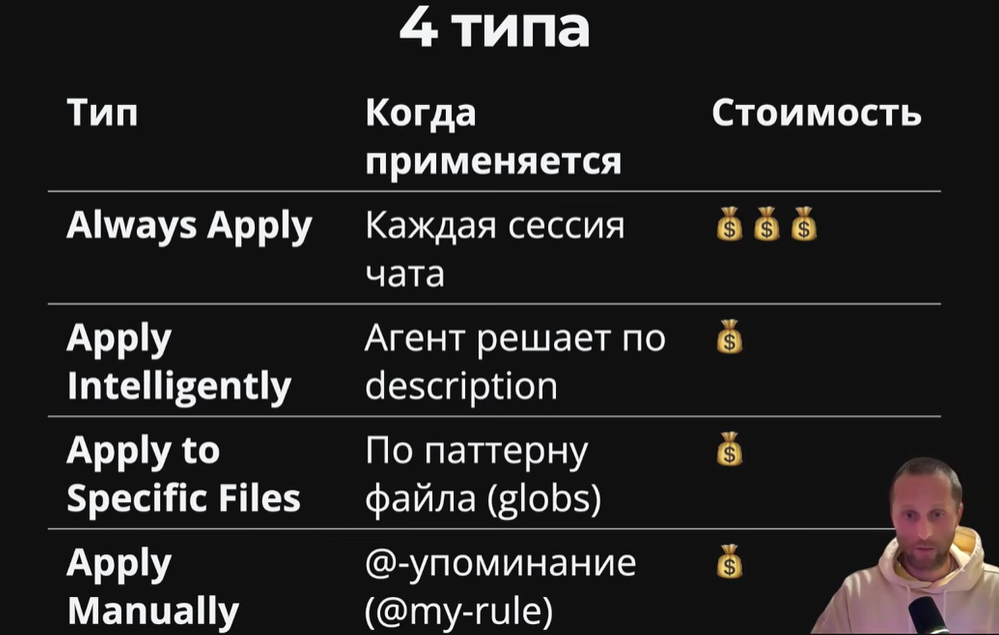 4 типа
Тип Когда применяется Стоимость
Always Apply Каждая сессия чата 💰💰💰
Apply Intelligently Агент решает по description 💰
Apply to Specific Files По паттерну файла (globs) 💰
Apply Manually @-упоминание (@my-rule) 💰